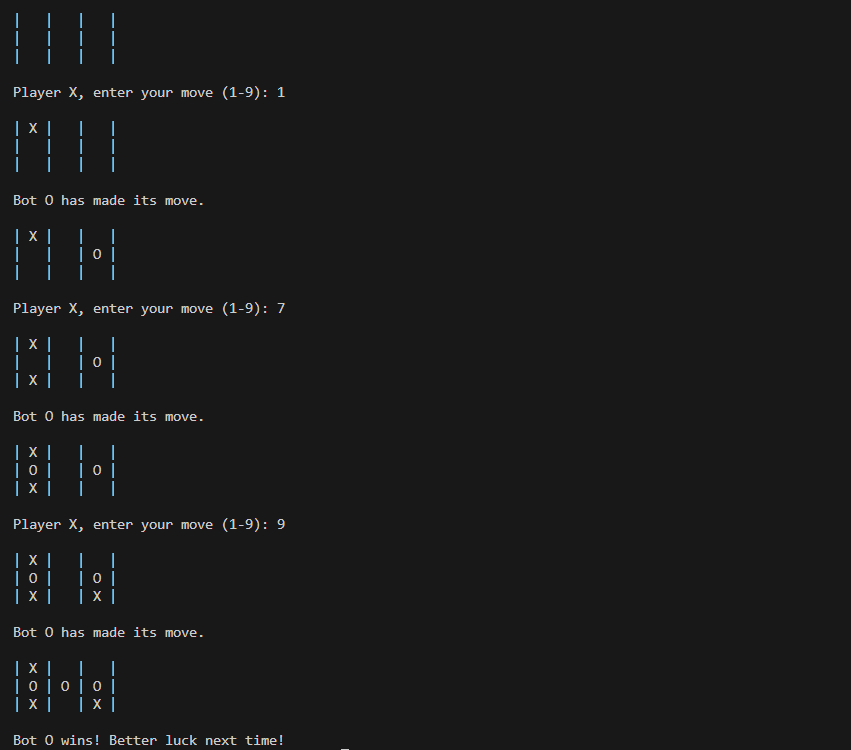 |   |   |   |
|   |   |   |
|   |   |   |
Player X, enter your move (1-9): 1
| X |   |   |
|   |   |   |
|   |   |   |
Bot O has made its move.
| X |   |   |
|   |   | O |
|   |   |   |
Player X, enter your move (1-9): 7
| X |   |   |
|   |   | O |
| X |   |   |
Bot O has made its move.
| X |   |   |
| O |   | O |
| X |   |   |
Player X, enter your move (1-9): 9
| X |   |   |
| O |   | O |
| X |   | X |
Bot O has made its move.
| X |   |   |
| O | O | O |
| X |   | X |
Bot O wins! Better luck next time!